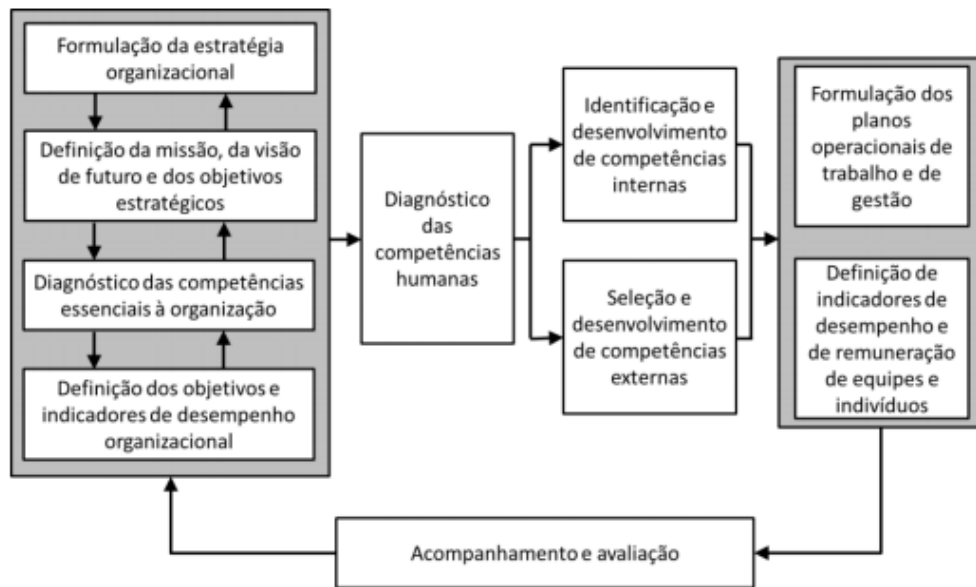 Formulação da estratégia
organizacional
Definição da missão, da visão
de futuro e dos objetivos
estratégicos
Diagnóstico das competências
essenciais à organização
Definição dos objetivos e
indicadores de desempenho
organizacional
Diagnóstico
das
competências
humanas
Identificação e
desenvolvimento
de competências
internas
Seleção e
desenvolvimento
de competências
externas
Formulação dos
planos
operacionais de
trabalho e de
gestão
Definição de
indicadores de
desempenho e
de remuneração
de equipes e
indivíduos
Acompanhamento e avaliação